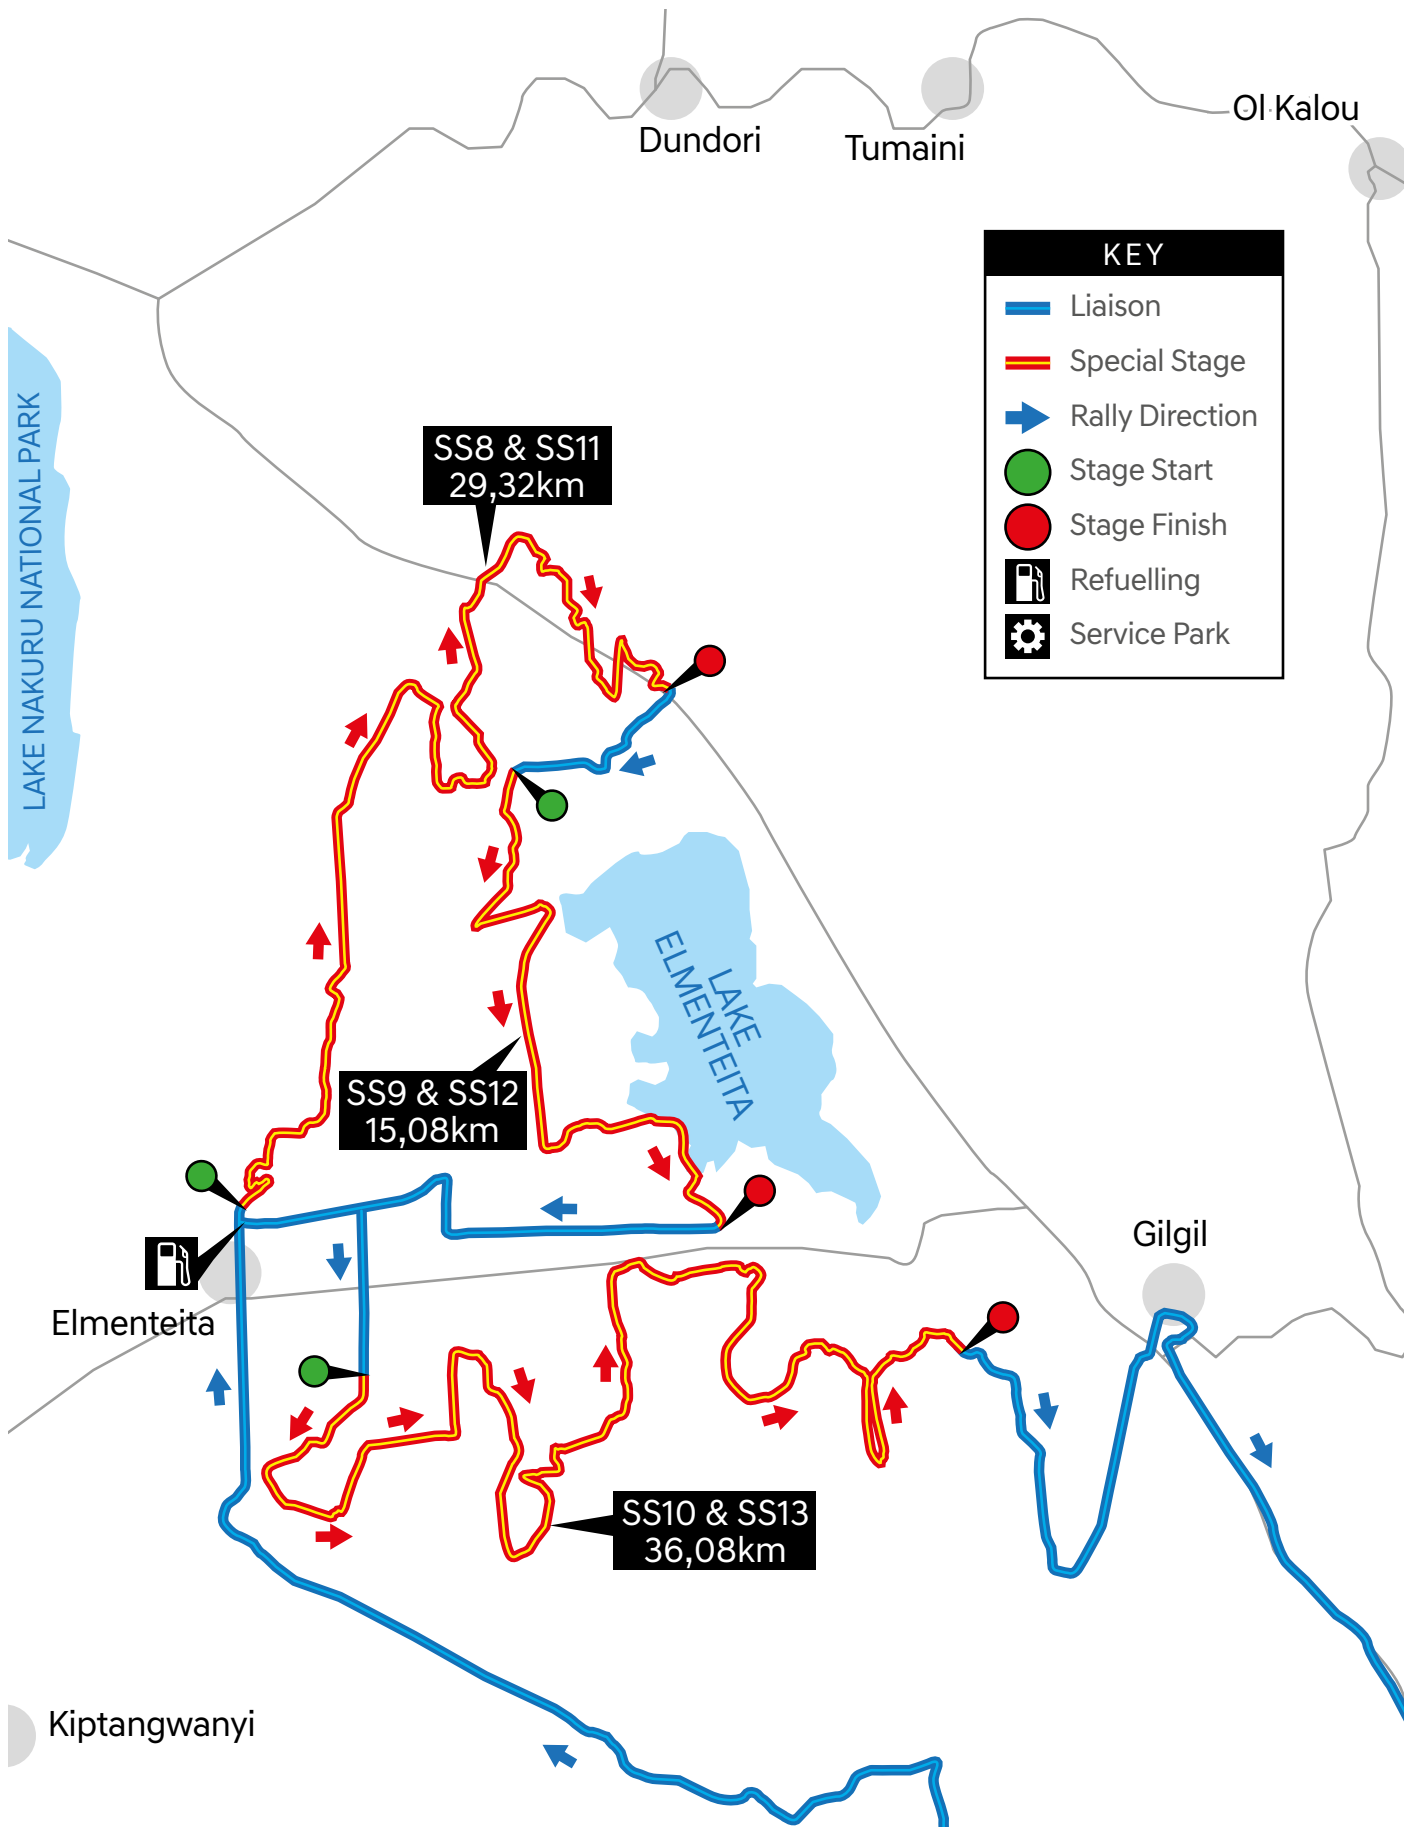 Dundori
Tumaini
Ol Kalou
KEY
Liaison
Special Stage
Rally Direction
Stage Start
Stage Finish
Refuelling
Service Park
LAKE NAKURU NATIONAL PARK
SS8 & SS11
29,32km
LAKE
ELMENTEITA
SS9 & SS12
15,08km
Gilgil
Elmenteita
SS10 & SS13
36,08km
Kiptangwanyi